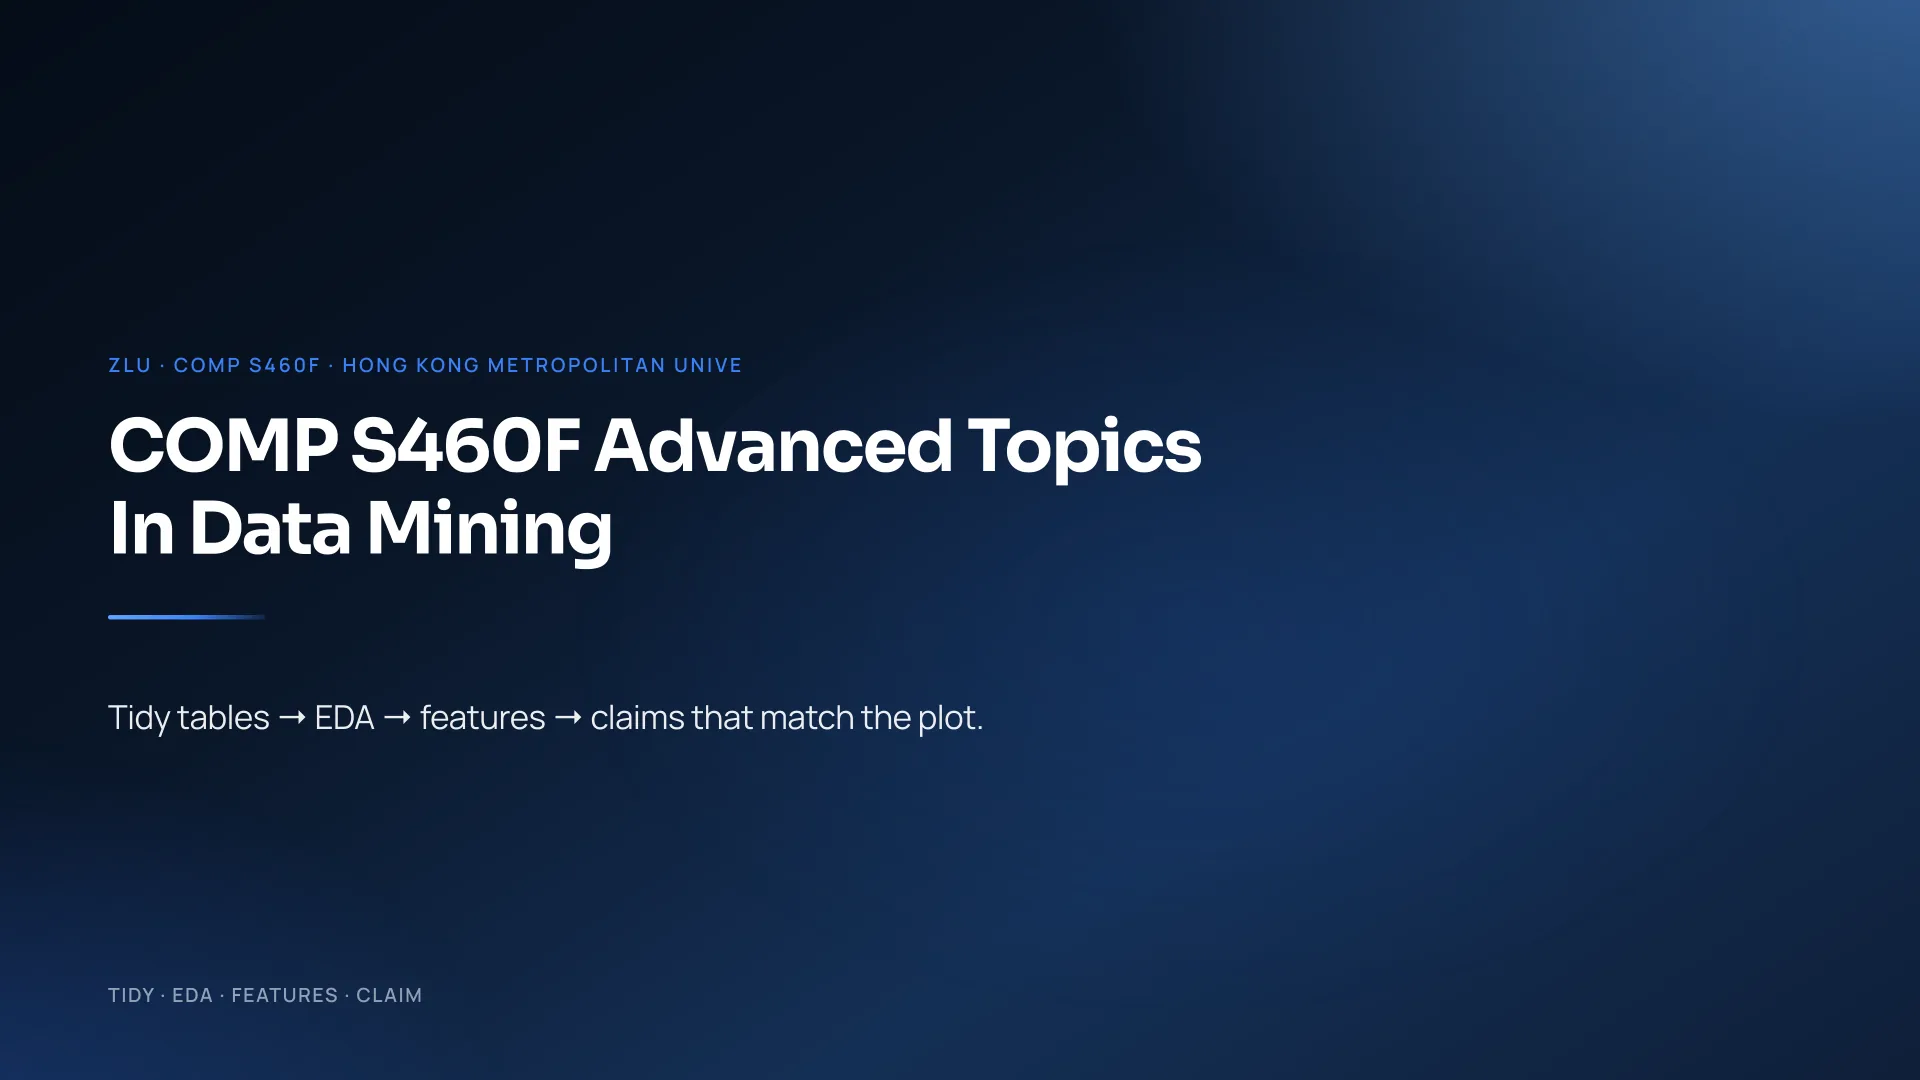 ZLU · COMP S460F · HONG KONG METROPOLITAN UNIVE
COMP S460F Advanced Topics
In Data Mining
Tidy tables → EDA → features → claims that match the plot.
TIDY · EDA · FEATURES · CLAIM